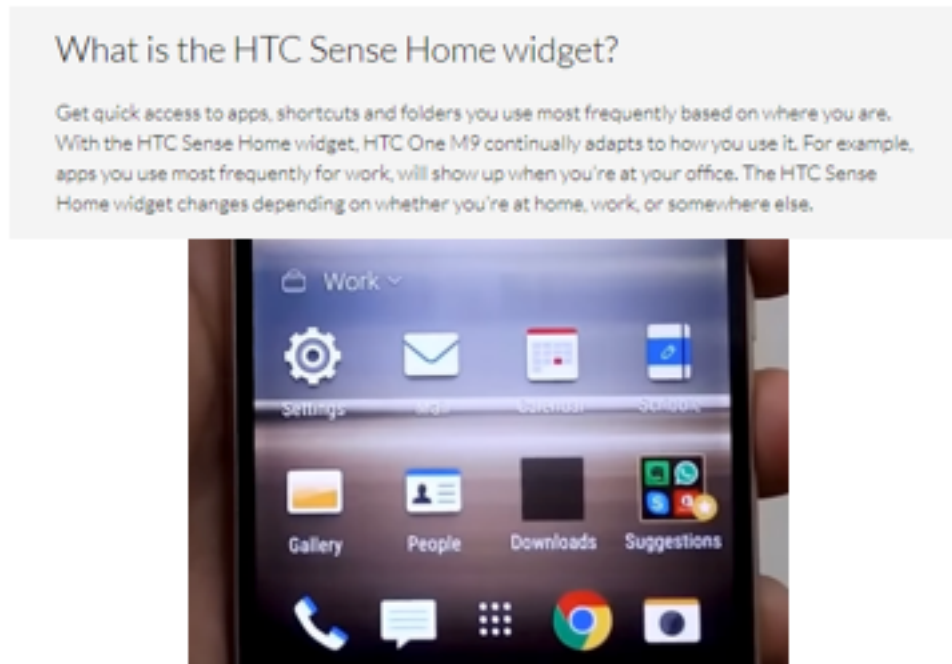 What is the HTC Sense Home widget?
Get quick access to apps, shortcuts and folders you use most frequently based on where you are.
With the HTC Sense Home widget, HTC One M9 continually adapts to how you use it. For example,
apps you use most frequently for work, will show up when you're at your office. The HTC Sense
Home widget changes depending on whether you're at home, work, or somewhere else.
Work
Settings Mail Calendar Scribble
Gallery People Downloads Suggestions